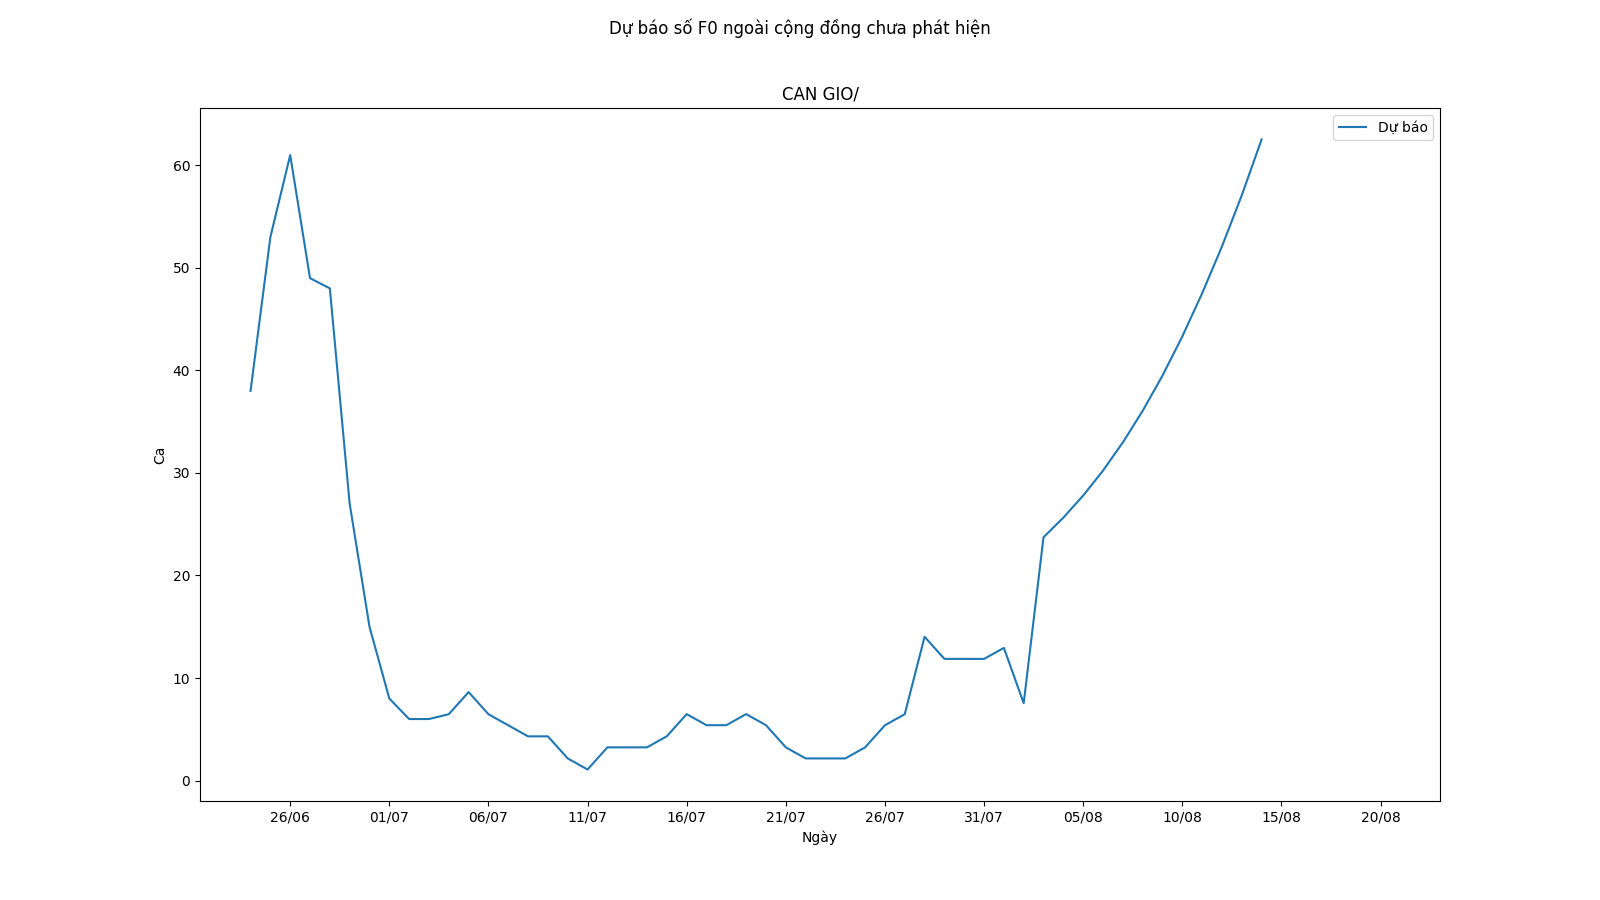 Dự báo số F0 ngoài cộng đồng chưa phát hiện
CAN GIO/
Dự báo
60
50
40
30
20
10
0
Ca
26/06 01/07 06/07 11/07 16/07 21/07 26/07 31/07 05/08 10/08 15/08 20/08
Ngày